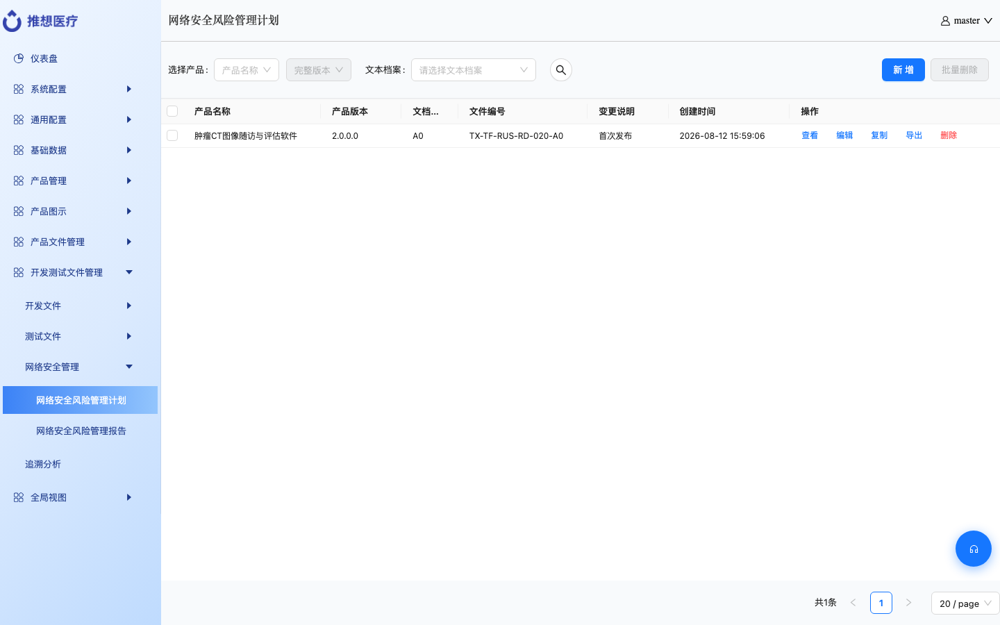 推想医疗
网络安全风险管理计划
master
仪表盘
系统配置
通用配置
基础数据
产品管理
产品图示
产品文件管理
开发测试文件管理
开发文件
测试文件
网络安全管理
网络安全风险管理计划
网络安全风险管理报告
追溯分析
全局视图
选择产品: 产品名称 完整版本 文本档案: 请选择文本档案 新 增 批量删除
产品名称 产品版本 文档... 文件编号 变更说明 创建时间 操作
肿瘤CT图像随访与评估软件 2.0.0.0 A0 TX-TF-RUS-RD-020-A0 首次发布 2026-08-12 15:59:06 查看 编辑 复制 导出 删除
共1条 1 20 / page